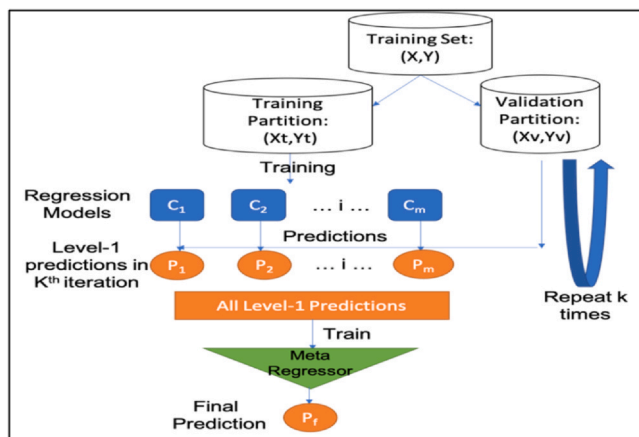 Training Set:
(X,Y)
Training
Partition:
(Xt,Yt)
Validation
Partition:
(Xv,Yv)
Training
Regression
Models
C1 C2 ... i ... Cm
Predictions
Level-1
predictions in
Kth iteration
P1 P2 ... i ... Pm
Repeat k
times
All Level-1 Predictions
Train
Meta
Regressor
Final
Prediction
Pf